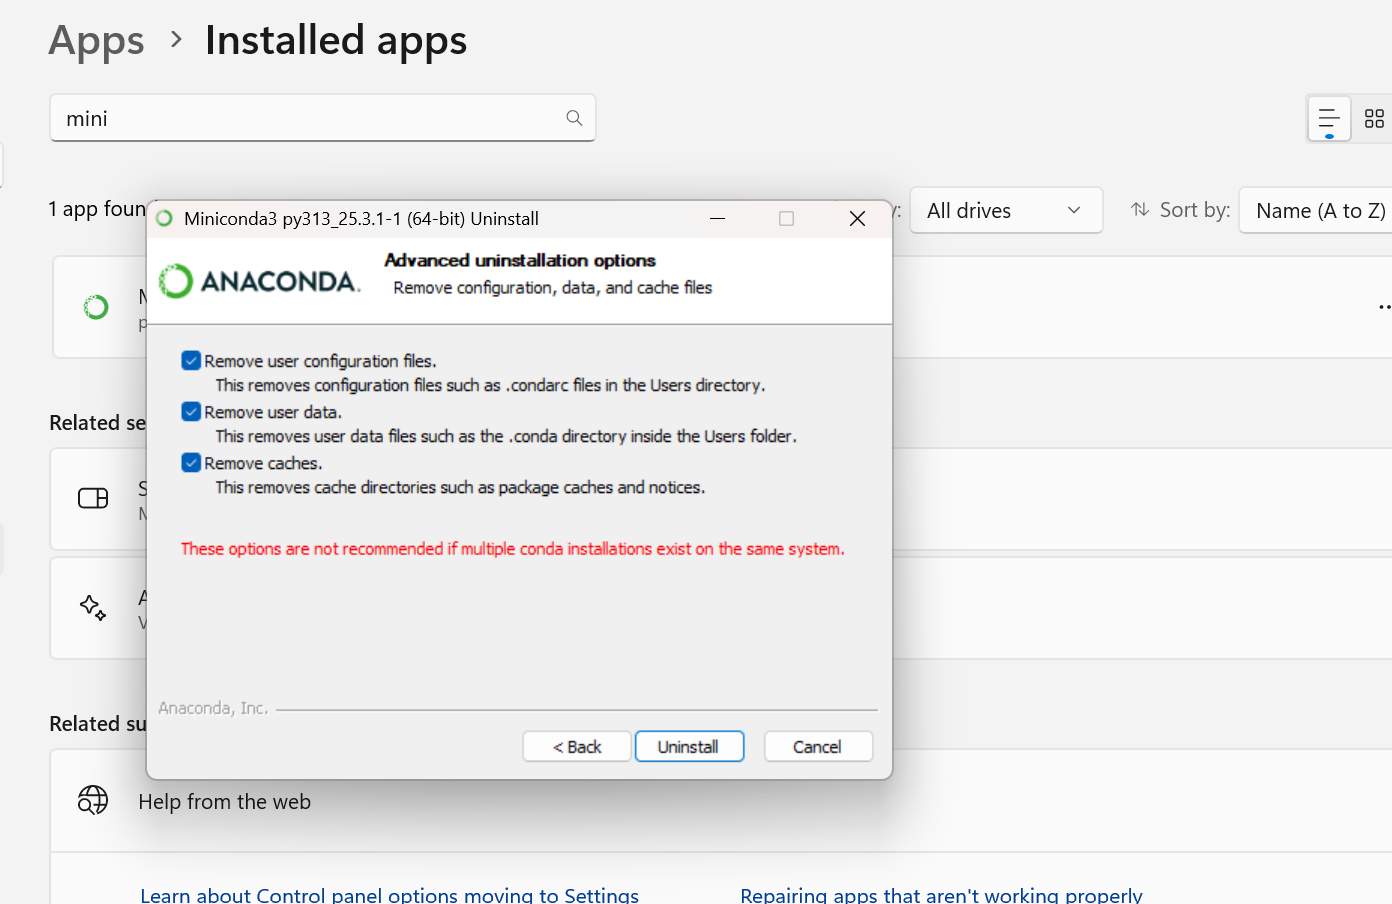 Apps > Installed apps
mini
1 app foun
All drives
Sort by:
Name (A to Z)
Miniconda3 py313_25.3.1-1 (64-bit) Uninstall
ANACONDA.
Advanced uninstallation options
Remove configuration, data, and cache files
Remove user configuration files.
This removes configuration files such as .condarc files in the Users directory.
Remove user data.
This removes user data files such as the .conda directory inside the Users folder.
Remove caches.
This removes cache directories such as package caches and notices.
These options are not recommended if multiple conda installations exist on the same system.
Anaconda, Inc.
< Back
Uninstall
Cancel
Related se
Related su
Help from the web
Learn about Control panel options moving to Settings
Repairing apps that aren't working properly